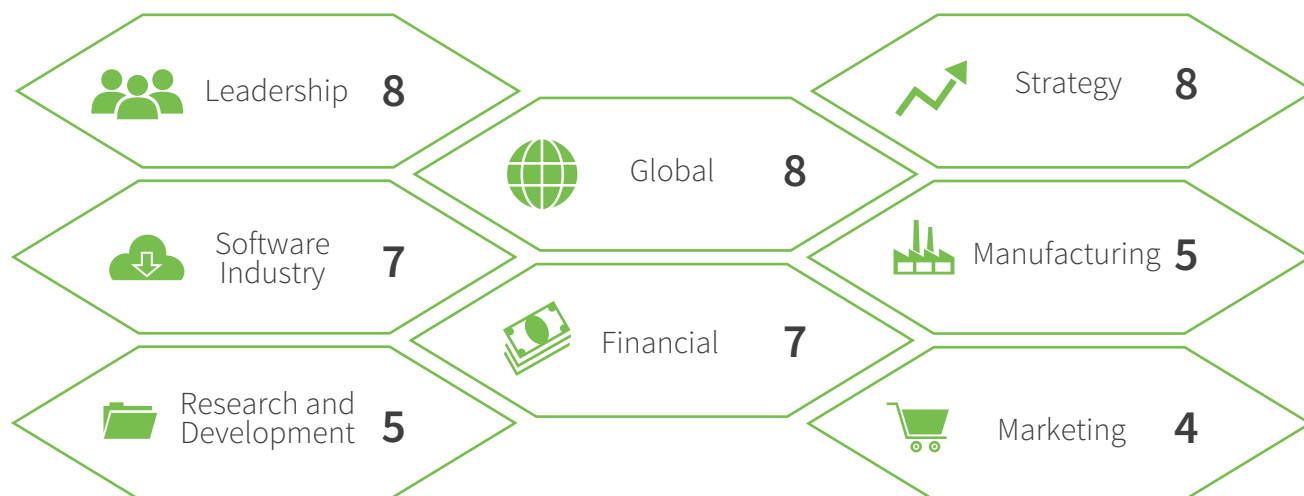 Leadership 8
Strategy 8
Global 8
Software
Industry 7
Manufacturing 5
Financial 7
Research and
Development 5
Marketing 4